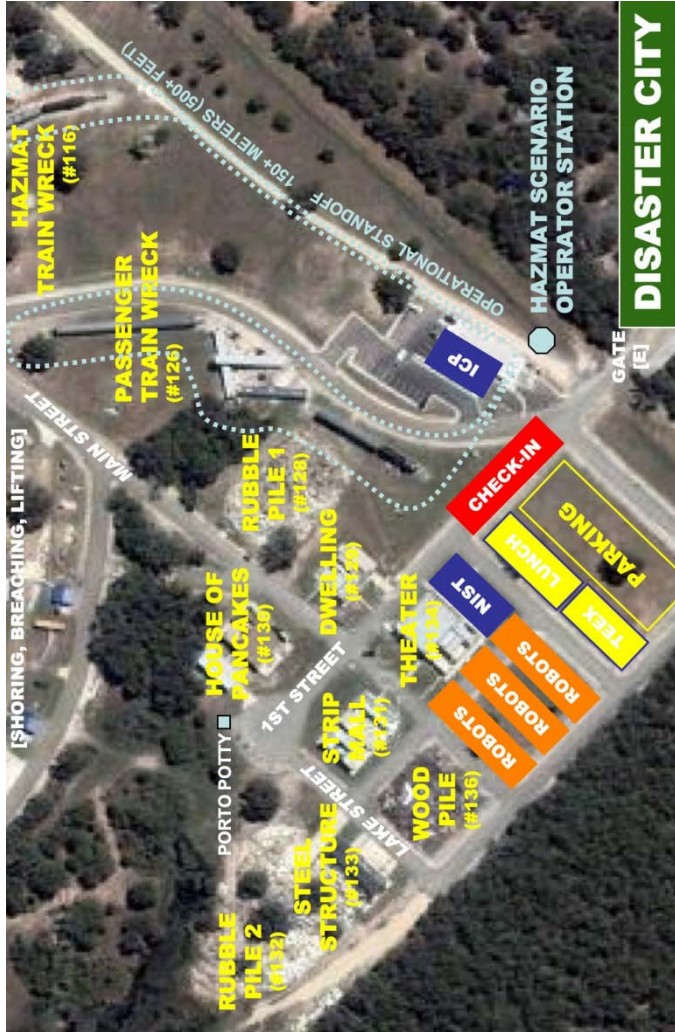 [SHORING, BREACHING, LIFTING]
HAZMAT
TRAIN WRECK
(#116)
MAIN STREET
PASSENGER
TRAIN WRECK
(#126)
OPERATIONAL STANDOFF 150+ METERS (500+ FEET)
RUBBLE
PILE 1
(#128)
HOUSE OF
PANCAKES
(#130)
PORTO POTTY
RUBBLE
PILE 2
(#132)
STEEL
STRUCTURE
(#133)
1ST STREET
DWELLING
(#120)
STRIP
MALL
(#131)
LAKE STREET
THEATER
(#134)
WOOD
PILE
(#136)
ICP
HAZMAT SCENARIO
OPERATOR STATION
CHECK-IN
GATE
[E]
NIST
LUNCH
PARKING
TEEX
ROBOTS
ROBOTS
ROBOTS
DISASTER CITY